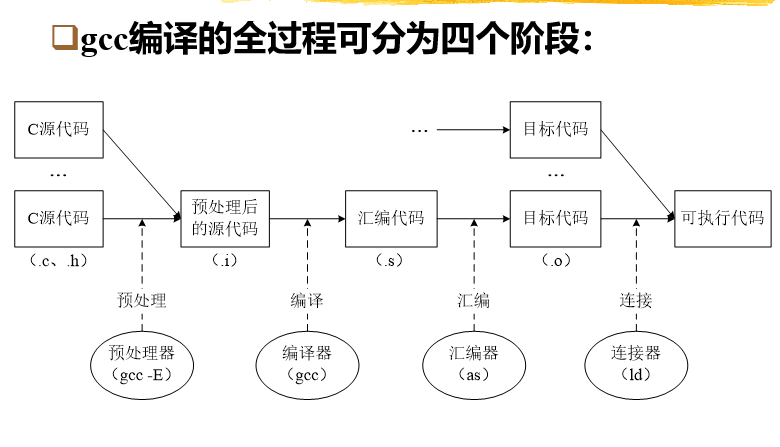 gcc编译的全过程可分为四个阶段：
C源代码
…
目标代码
…
…
C源代码
预处理后
的源代码
汇编代码
目标代码
可执行代码
（.c、.h）
（.i）
（.s）
（.o）
预处理
编译
汇编
连接
预处理器
（gcc -E）
编译器
（gcc）
汇编器
（as）
连接器
（ld）